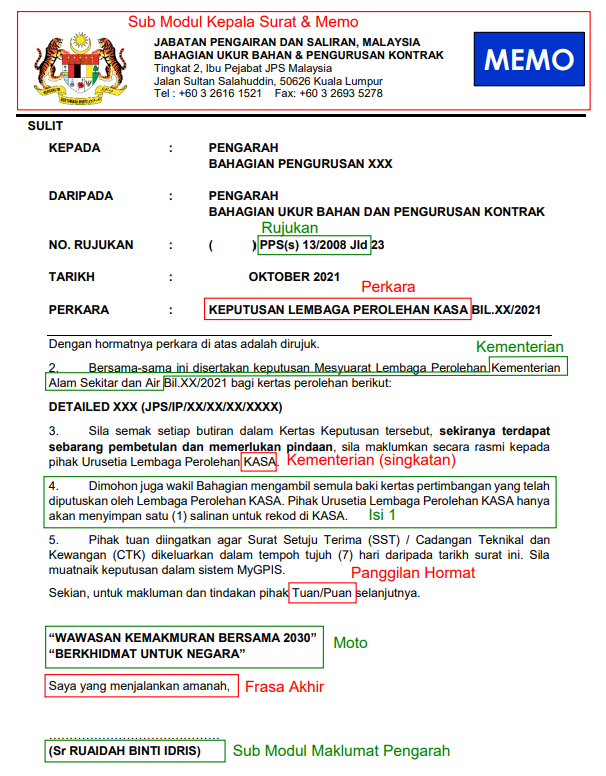 Sub Modul Kepala Surat & Memo
JABATAN PENGAIRAN DAN SALIRAN, MALAYSIA
BAHAGIAN UKUR BAHAN & PENGURUSAN KONTRAK
Tingkat 2, Ibu Pejabat JPS Malaysia
Jalan Sultan Salahuddin, 50626 Kuala Lumpur
Tel : +60 3 2616 1521 Fax: +60 3 2693 5278
MEMO
SULIT
KEPADA : PENGARAH
BAHAGIAN PENGURUSAN XXX
DARIPADA : PENGARAH
BAHAGIAN UKUR BAHAN DAN PENGURUSAN KONTRAK
Rujukan
NO. RUJUKAN : ( ) PPS(s) 13/2008 Jld 23
TARIKH : OKTOBER 2021
Perkara
PERKARA : KEPUTUSAN LEMBAGA PEROLEHAN KASA BIL.XX/2021
Dengan hormatnya perkara di atas adalah dirujuk.
Kementerian
2. Bersama-sama ini disertakan keputusan Mesyuarat Lembaga Perolehan Kementerian
Alam Sekitar dan Air Bil.XX/2021 bagi kertas perolehan berikut:
DETAILED XXX (JPS/IP/XX/XX/XX/XXXX)
3. Sila semak setiap butiran dalam Kertas Keputusan tersebut, sekiranya terdapat
sebarang pembetulan dan memerlukan pindaan, sila maklumkan secara rasmi kepada
pihak Urusetia Lembaga Perolehan KASA. Kementerian (singkatan)
4. Dimohon juga wakil Bahagian mengambil semula baki kertas pertimbangan yang telah
diputuskan oleh Lembaga Perolehan KASA. Pihak Urusetia Lembaga Perolehan KASA hanya
akan menyimpan satu (1) salinan untuk rekod di KASA. Isi 1
5. Pihak tuan diingatkan agar Surat Setuju Terima (SST) / Cadangan Teknikal dan
Kewangan (CTK) dikeluarkan dalam tempoh tujuh (7) hari daripada tarikh surat ini. Sila
muatnaik keputusan dalam sistem MyGPIS.
Panggilan Hormat
Sekian, untuk makluman dan tindakan pihak Tuan/Puan selanjutnya.
“WAWASAN KEMAKMURAN BERSAMA 2030”
“BERKHIDMAT UNTUK NEGARA”
Moto
Saya yang menjalankan amanah, Frasa Akhir
(Sr RUAIDAH BINTI IDRIS) Sub Modul Maklumat Pengarah